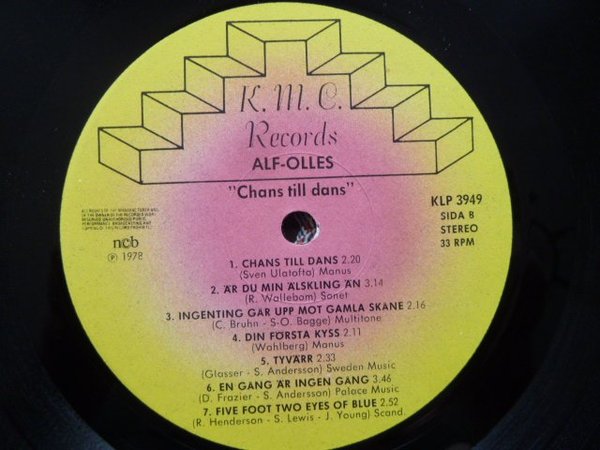 K. M. C.
Records
ALF-OLLES
"Chans till dans"
KLP 3949
SIDA B
STEREO
33 RPM
ncb
Ⓟ 1978
1. CHANS TILL DANS 2.20
(Sven Ulatofta) Manus
2. ÄR DU MIN ÄLSKLING ÄN 3.14
(R. Wallebom) Sonet
3. INGENTING GÅR UPP MOT GAMLA SKÅNE 2.16
(C. Bruhn - S-O. Bagge) Multitone
4. DIN FÖRSTA KYSS 2.11
(Wahlberg) Manus
5. TYVÄRR 2.33
(Glasser - S. Andersson) Sweden Music
6. EN GÅNG ÄR INGEN GÅNG 3.46
(D. Frazier - S. Andersson) Palace Music
7. FIVE FOOT TWO EYES OF BLUE 2.52
(R. Henderson - S. Lewis - J. Young) Scand.